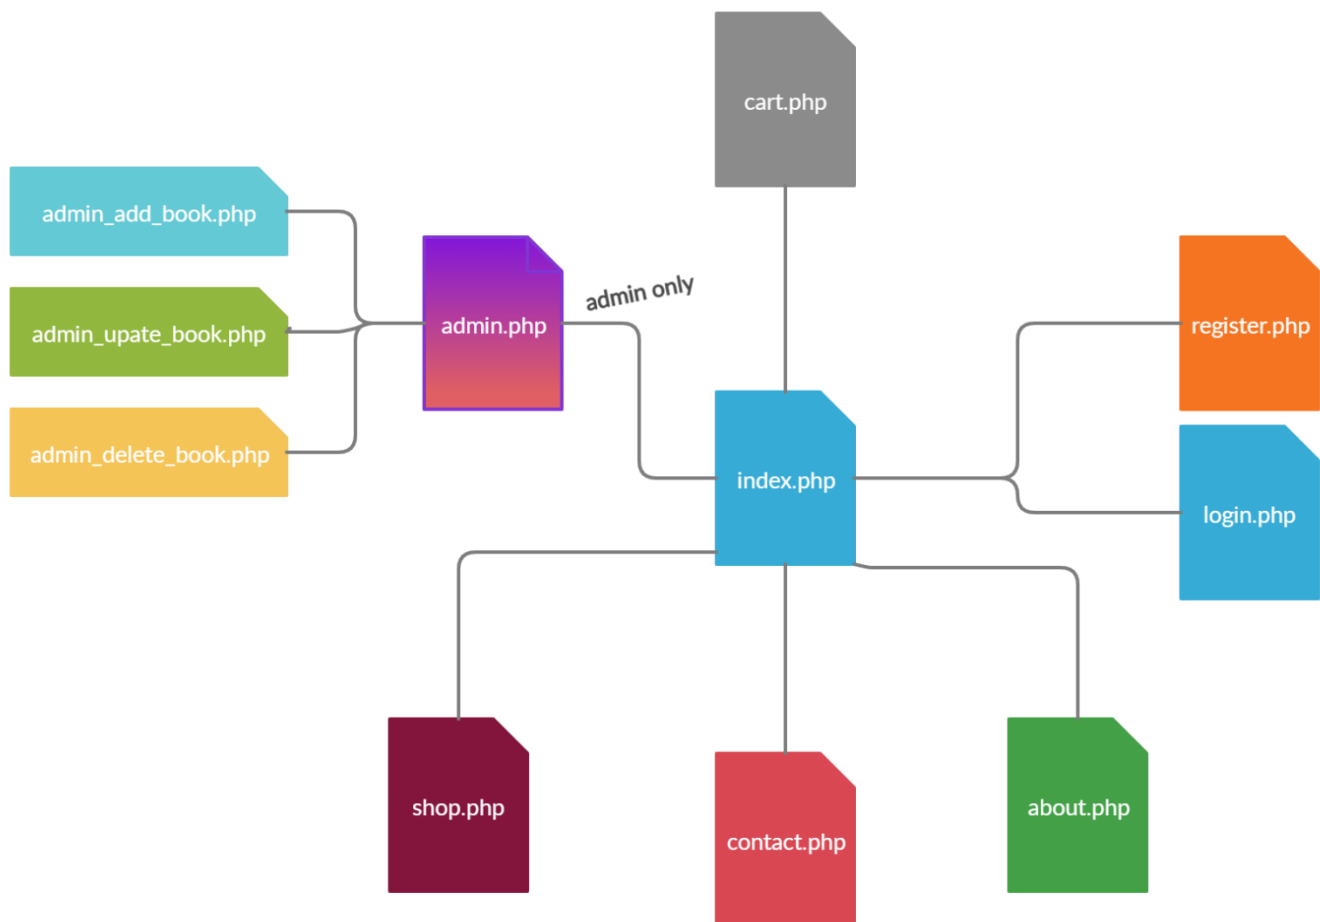 cart.php
admin_add_book.php
admin_upate_book.php
admin_delete_book.php
admin.php
admin only
index.php
register.php
login.php
shop.php
contact.php
about.php